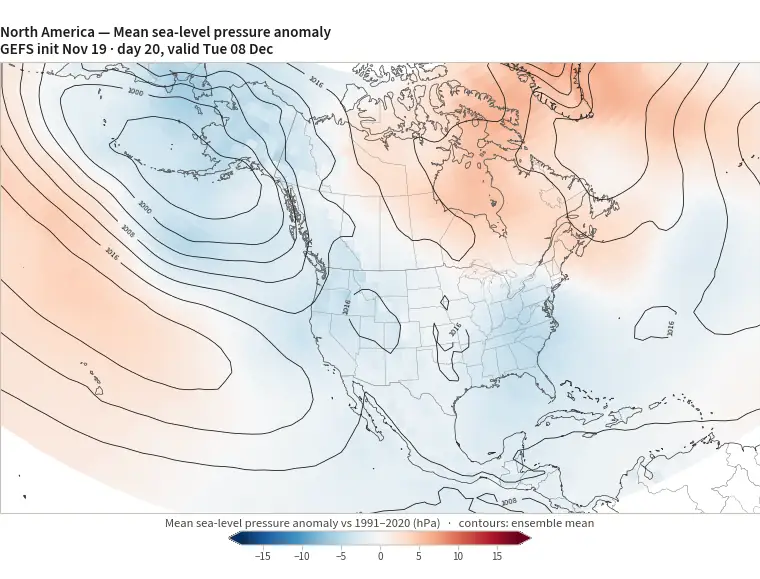 North America — Mean sea-level pressure anomaly
GEFS init Nov 19 · day 20, valid Tue 08 Dec
1016
1000
1000
1008
1016
1016
1016
1016
1008
Mean sea-level pressure anomaly vs 1991–2020 (hPa) · contours: ensemble mean
−15 −10 −5 0 5 10 15